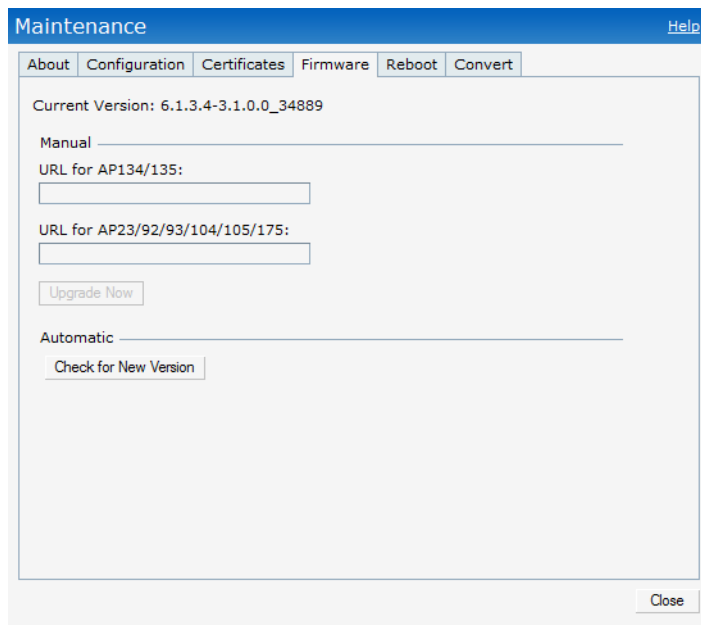 Maintenance Help
About Configuration Certificates Firmware Reboot Convert
Current Version: 6.1.3.4-3.1.0.0_34889
Manual
URL for AP134/135:
URL for AP23/92/93/104/105/175:
Upgrade Now
Automatic
Check for New Version
Close